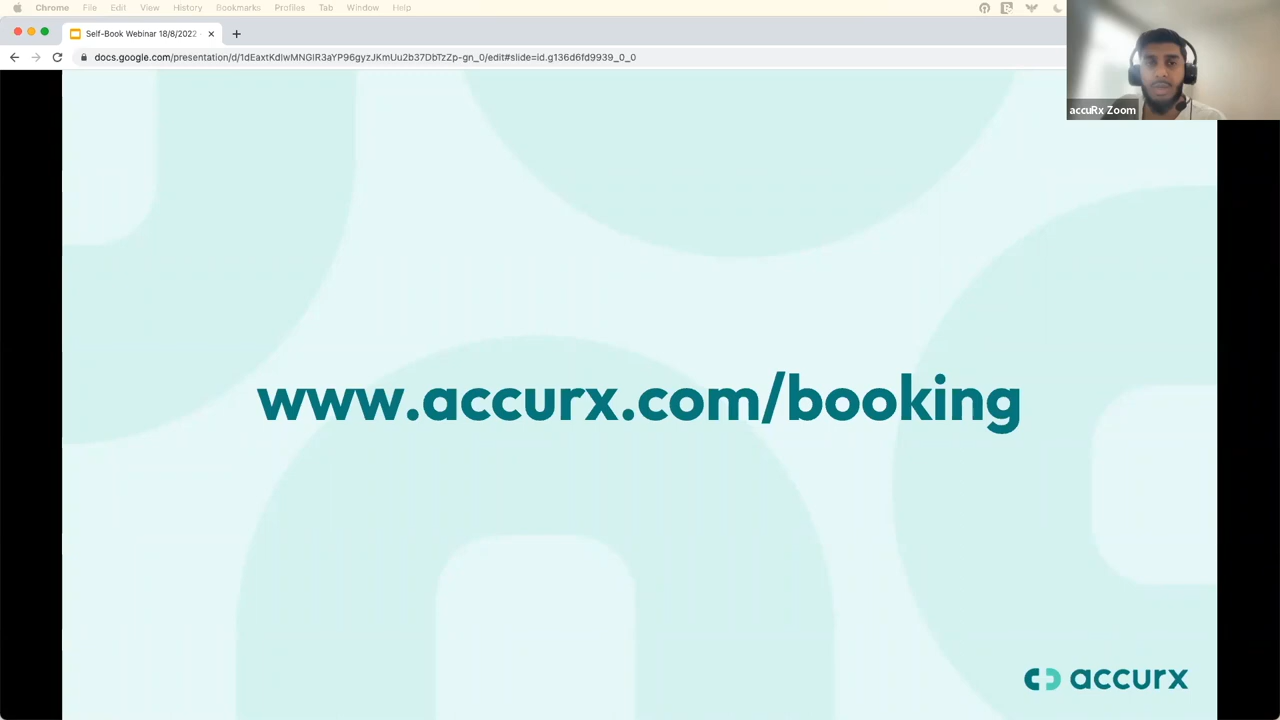 Chrome File Edit View History Bookmarks Profiles Tab Window Help
Self-Book Webinar 18/8/2022
docs.google.com/presentation/d/1dEaxtKdlwMNGlR3aYP96gyzJKmUu2b37DbTzZp-gn_0/edit#slide=id.g136d6fd9939_0_0
accuRx Zoom
www.accurx.com/booking
accurx